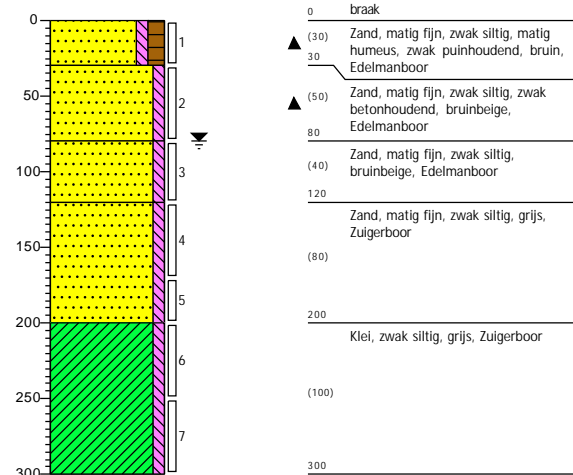 0
50
100
150
200
250
300
1
2
3
4
5
6
7
0 braak
(30) Zand, matig fijn, zwak siltig, matig
humeus, zwak puinhoudend, bruin,
30 Edelmanboor
(50) Zand, matig fijn, zwak siltig, zwak
betonhoudend, bruinbeige,
80 Edelmanboor
(40) Zand, matig fijn, zwak siltig,
bruinbeige, Edelmanboor
120
Zand, matig fijn, zwak siltig, grijs,
Zuigerboor
(80)
200
Klei, zwak siltig, grijs, Zuigerboor
(100)
300